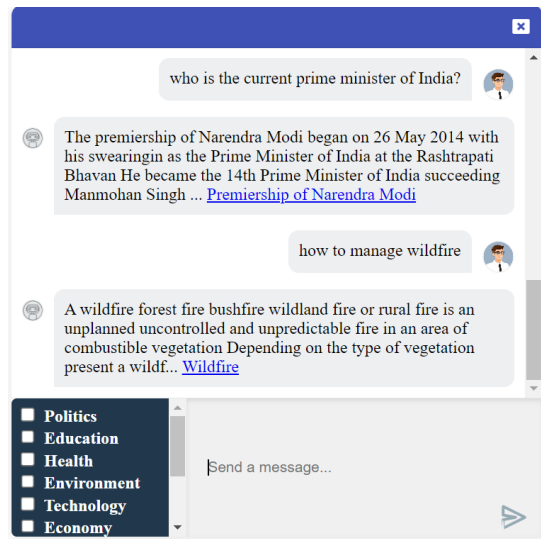 who is the current prime minister of India?
The premiership of Narendra Modi began on 26 May 2014 with
his swearingin as the Prime Minister of India at the Rashtrapati
Bhavan He became the 14th Prime Minister of India succeeding
Manmohan Singh ... Premiership of Narendra Modi
how to manage wildfire
A wildfire forest fire bushfire wildland fire or rural fire is an
unplanned uncontrolled and unpredictable fire in an area of
combustible vegetation Depending on the type of vegetation
present a wildf... Wildfire
Politics
Education
Health
Environment
Technology
Economy
Send a message...